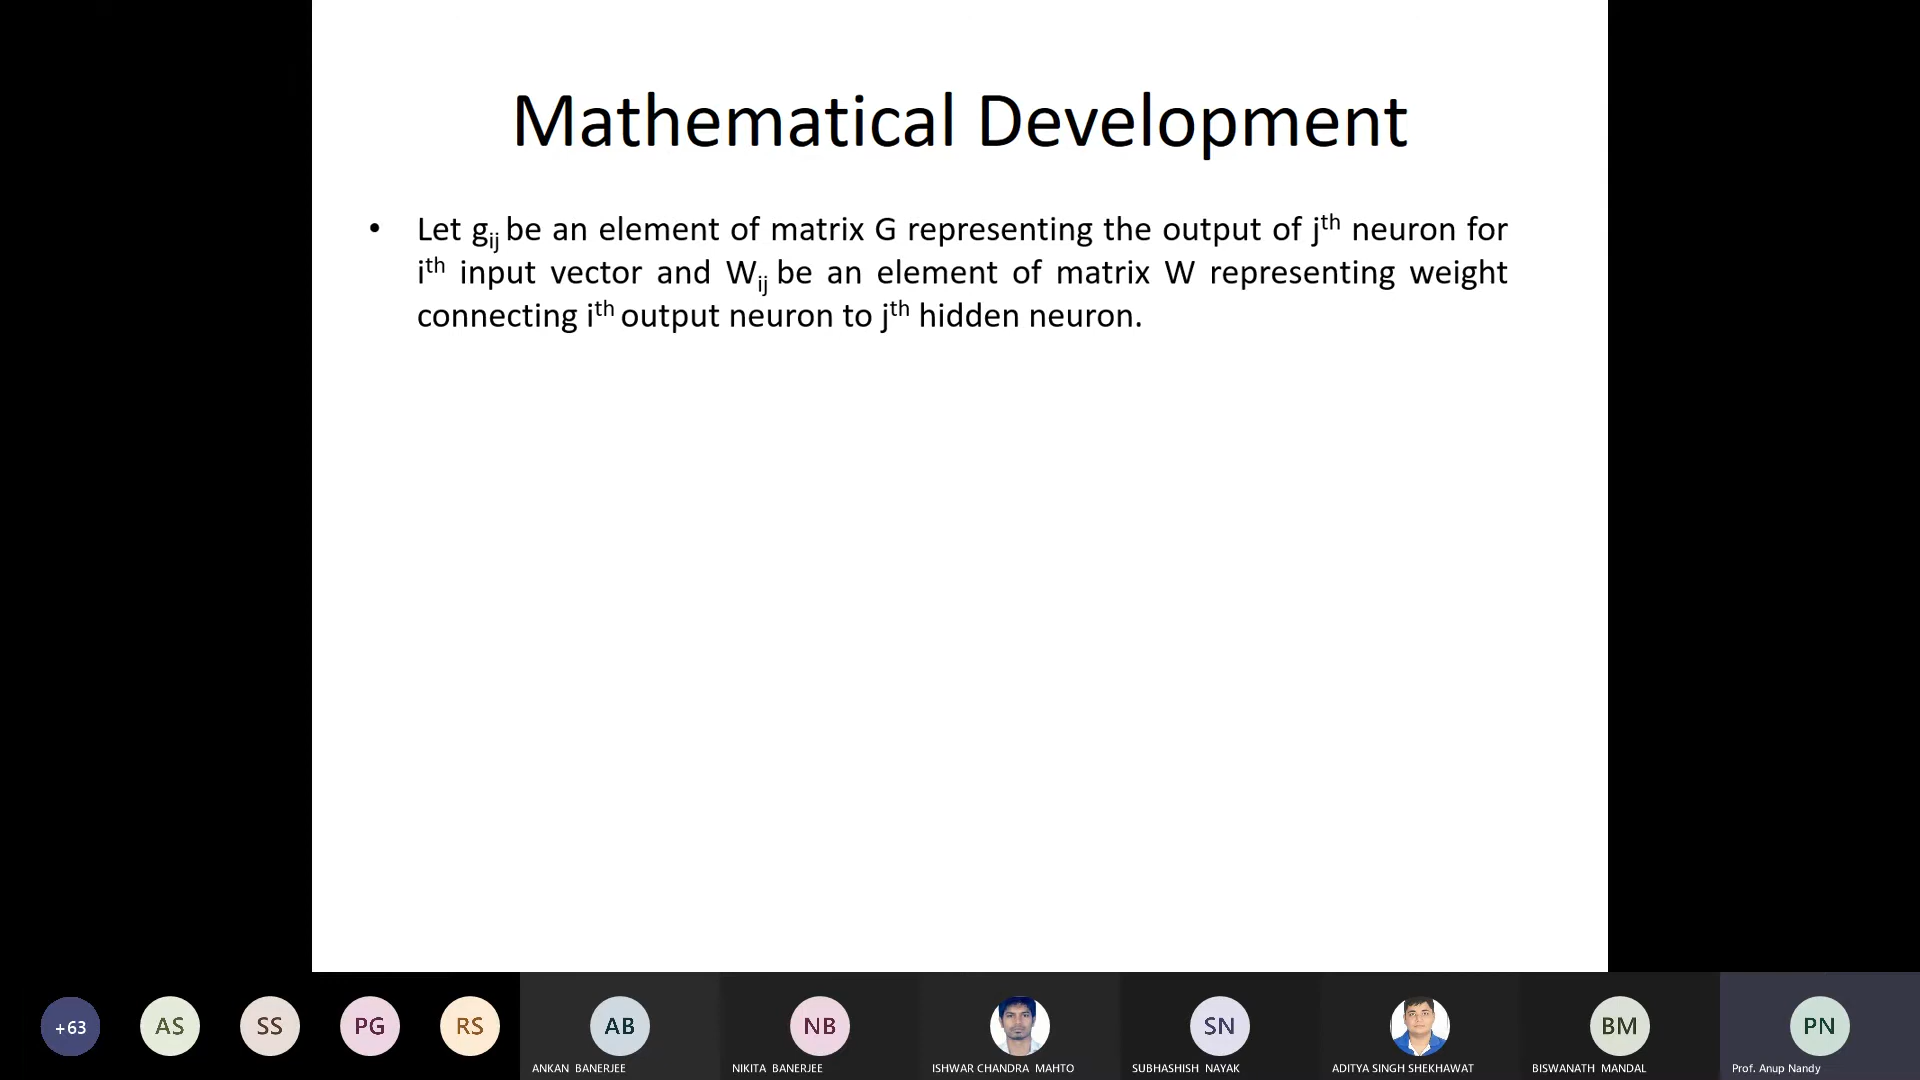 Mathematical Development
• Let gij be an element of matrix G representing the output of jth neuron for
ith input vector and Wij be an element of matrix W representing weight
connecting ith output neuron to jth hidden neuron.
+63 AS SS PG RS AB NB SN BM PN
ANKAN BANERJEE NIKITA BANERJEE ISHWAR CHANDRA MAHTO SUBHASHISH NAYAK ADITYA SINGH SHEKHAWAT BISWANATH MANDAL Prof. Anup Nandy